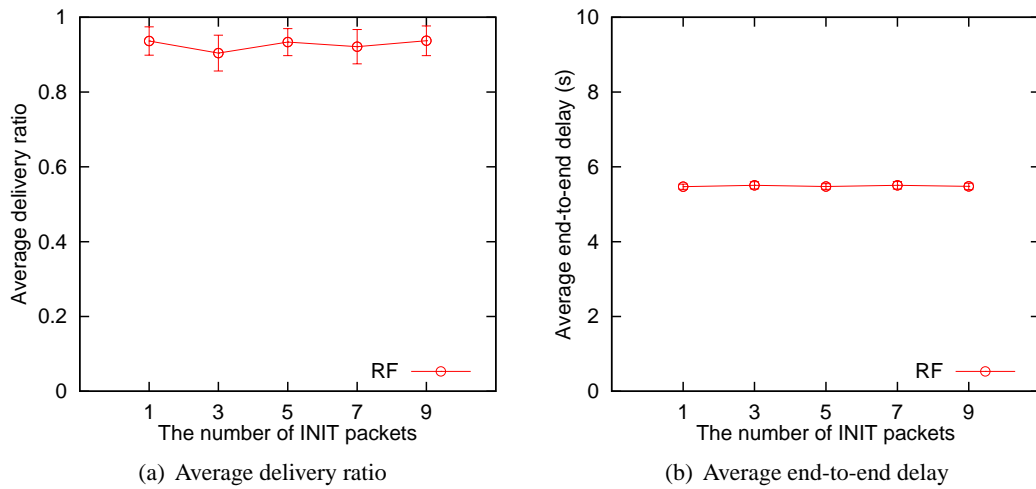 1
0.8
0.6
0.4
0.2
0
Average delivery ratio
RF
1 3 5 7 9
The number of INIT packets
(a) Average delivery ratio
10
8
6
4
2
0
Average end-to-end delay (s)
RF
1 3 5 7 9
The number of INIT packets
(b) Average end-to-end delay